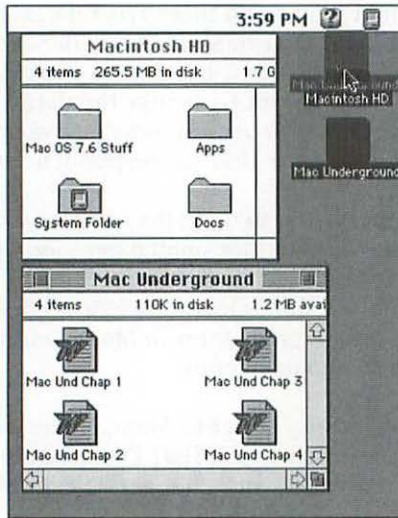 3:59 PM
Macintosh HD
4 items 265.5 MB in disk 1.7 G
Mac OS 7.6 Stuff Apps
System Folder Docs
Macintosh HD
Mac Underground
Mac Underground
4 items 110K in disk 1.2 MB avai
Mac Und Chap 1 Mac Und Chap 3
Mac Und Chap 2 Mac Und Chap 4